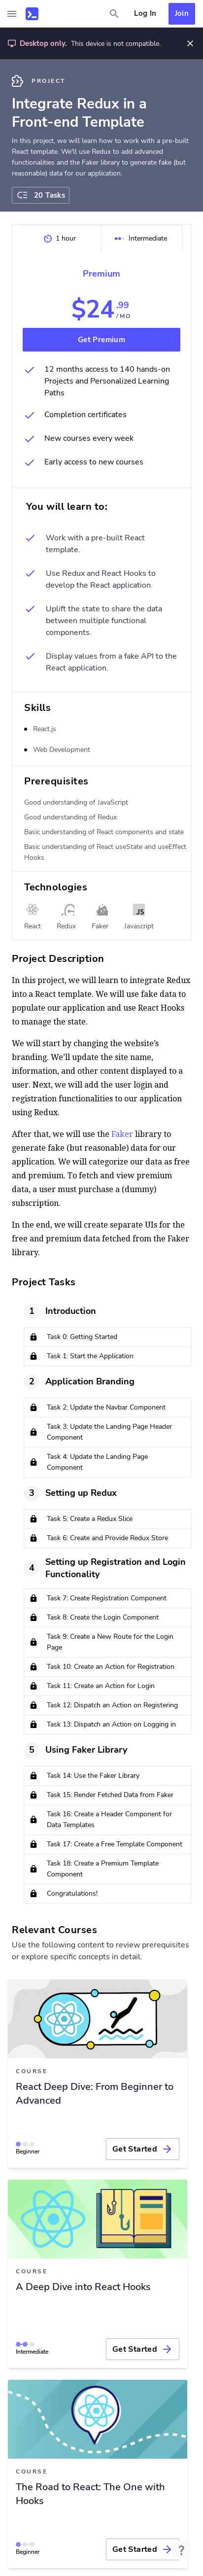 Log In
Join
Desktop only. This device is not compatible.
PROJECT
Integrate Redux in a
Front-end Template
In this project, we will learn how to work with a pre-built
React template. We'll use Redux to add advanced
functionalities and the Faker library to generate fake (but
reasonable) data for our application.
20 Tasks
1 hour
Intermediate
Premium
$24.99
/ MO
Get Premium
12 months access to 140 hands-on
Projects and Personalized Learning
Paths
Completion certificates
New courses every week
Early access to new courses
You will learn to:
Work with a pre-built React
template.
Use Redux and React Hooks to
develop the React application.
Uplift the state to share the data
between multiple functional
components.
Display values from a fake API to the
React application.
Skills
React.js
Web Development
Prerequisites
Good understanding of JavaScript
Good understanding of Redux
Basic understanding of React components and state
Basic understanding of React useState and useEffect
Hooks
Technologies
JS
React
Redux
Faker
Javascript
Project Description
In this project, we will learn to integrate Redux
into a React template. We will use fake data to
populate our application and use React Hooks
to manage the state.
We will start by changing the website's
branding. We'll update the site name,
information, and other content displayed to a
user. Next, we will add the user login and
registration functionalities to our application
using Redux.
After that, we will use the Faker library to
generate fake (but reasonable) data for our
application. We will categorize our data as free
and premium. To fetch and view premium
data, a user must purchase a (dummy)
subscription.
In the end, we will create separate UIs for the
free and premium data fetched from the Faker
library.
Project Tasks
1
Introduction
Task 0: Getting Started
Task 1: Start the Application
2
Application Branding
Task 2: Update the Navbar Component
Task 3: Update the Landing Page Header
Component
Task 4: Update the Landing Page
Component
3
Setting up Redux
Task 5: Create a Redux Slice
Task 6: Create and Provide Redux Store
4
Setting up Registration and Login
Functionality
Task 7: Create Registration Component
Task 8: Create the Login Component
Task 9: Create a New Route for the Login
Page
Task 10: Create an Action for Registration
Task 11: Create an Action for Login
Task 12: Dispatch an Action on Registering
Task 13: Dispatch an Action on Logging in
5
Using Faker Library
Task 14: Use the Faker Library
Task 15: Render Fetched Data from Faker
Task 16: Create a Header Component for
Data Templates
Task 17: Create a Free Template Component
Task 18: Create a Premium Template
Component
Congratulations!
Relevant Courses
Use the following content to review prerequisites
or explore specific concepts in detail.
COURSE
React Deep Dive: From Beginner to
Advanced
Beginner
Get Started
COURSE
A Deep Dive into React Hooks
Intermediate
Get Started
COURSE
The Road to React: The One with
Hooks
Beginner
Get Started
?